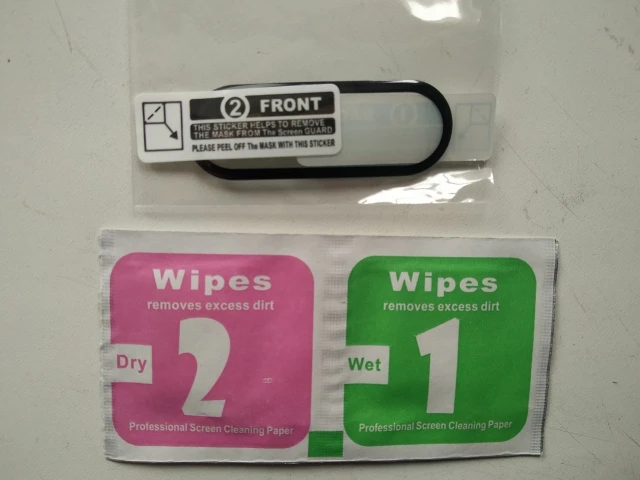 2 FRONT
THIS STICKER HELPS TO REMOVE
THE MASK FROM The Screen GUARD
PLEASE PEEL OFF The MASK WITH THIS STICKER
Wipes
removes excess dirt
Dry
2
Professional Screen Cleaning Paper
Wipes
removes excess dirt
Wet
1
Professional Screen Cleaning Paper